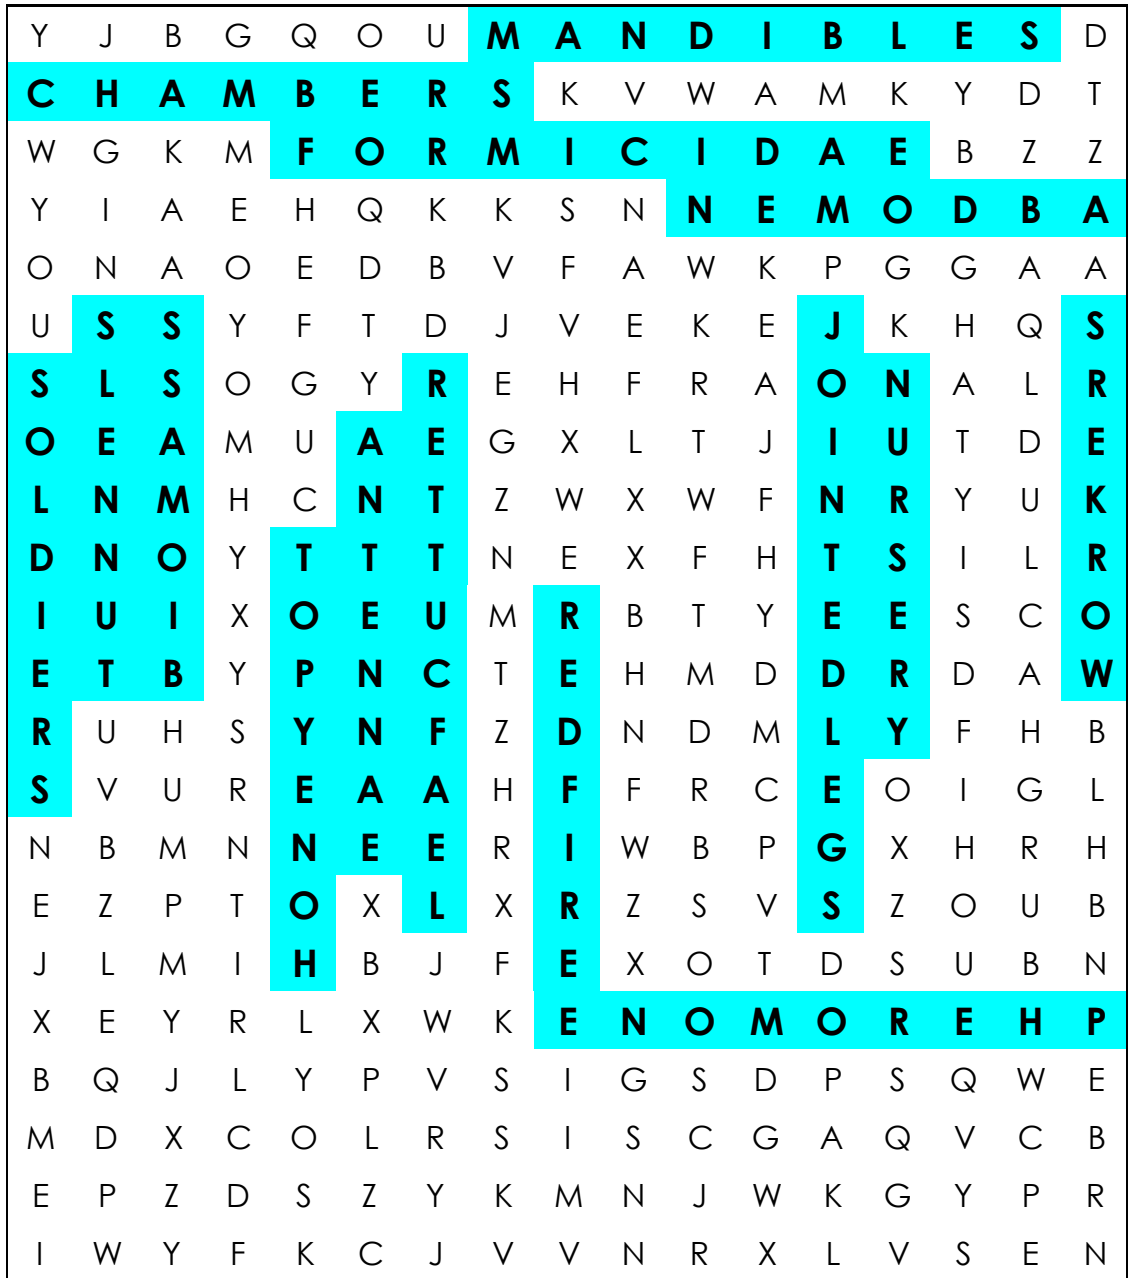 Y J B G Q O U M A N D I B L E S D
C H A M B E R S K V W A M K Y D T
W G K M F O R M I C I D A E B Z Z
Y I A E H Q K K S N N E M O D B A
O N A O E D B V F A W K P G G A A
U S S Y F T D J V E K E J K H Q S
S L S O G Y R E H F R A O N A L R
O E A M U A E G X L T J I U T D E
L N M H C N T Z W X W F N R Y U K
D N O Y T T T N E X F H T S I L R
I U I X O E U M R B T Y E E S C O
E T B Y P N C T E H M D D R D A W
R U H S Y N F Z D N D M L Y F H B
S V U R E A A H F F R C E O I G L
N B M N N E E R I W B P G X H R H
E Z P T O X L X R Z S V S Z O U B
J L M I H B J F E X O T D S U B N
X E Y R L X W K E N O M O R E H P
B Q J L Y P V S I G S D P S Q W E
M D X C O L R S I S C G A Q V C B
E P Z D S Z Y K M N J W K G Y P R
I W Y F K C J V V N R X L V S E N